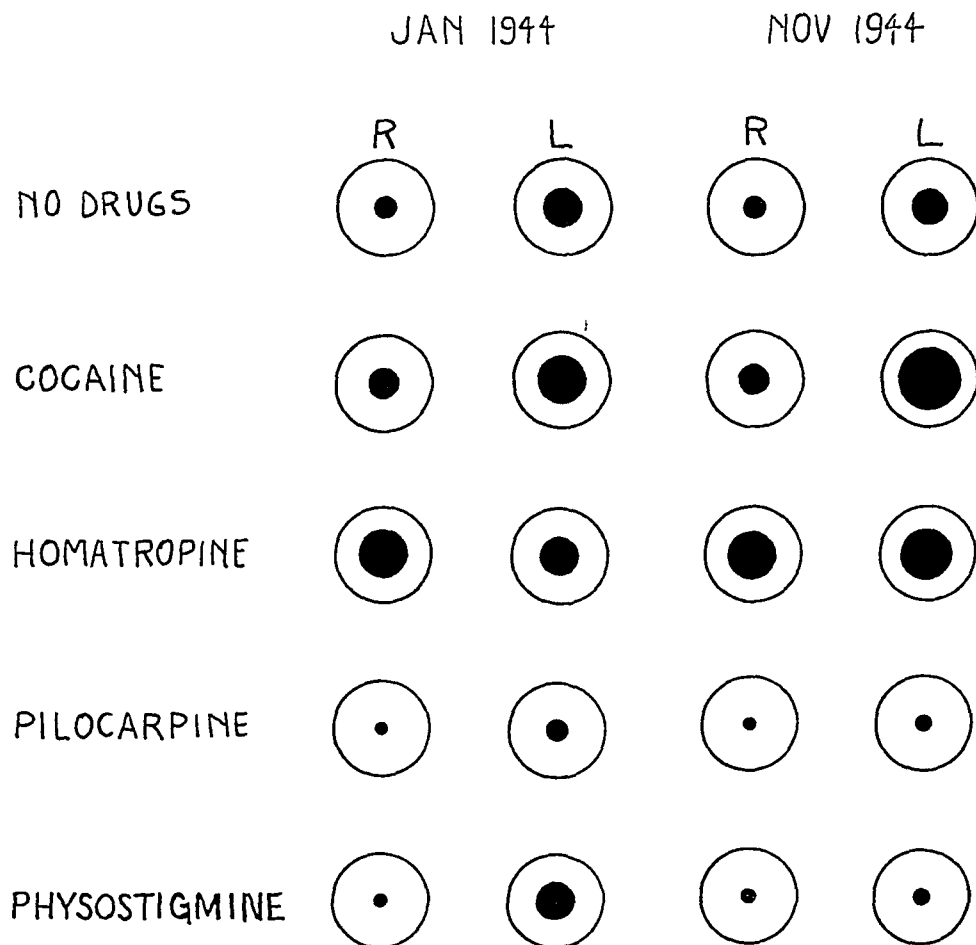 JAN 1944 NOV 1944
R L R L
NO DRUGS
COCAINE
HOMATROPINE
PILOCARPINE
PHYSOSTIGMINE